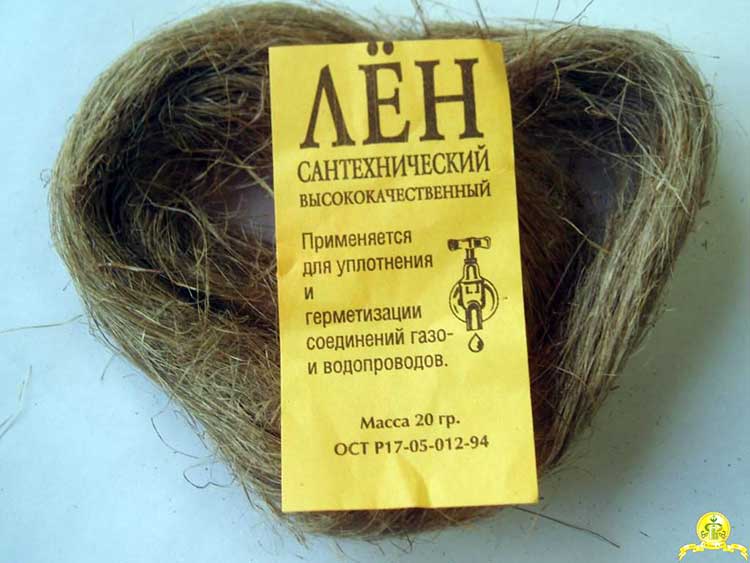 ЛЁН
САНТЕХНИЧЕСКИЙ
ВЫСОКОКАЧЕСТВЕННЫЙ
Применяется
для уплотнения
и
герметизации
соединений газо-
и водопроводов.
Масса 20 гр.
ОСТ Р17-05-012-94